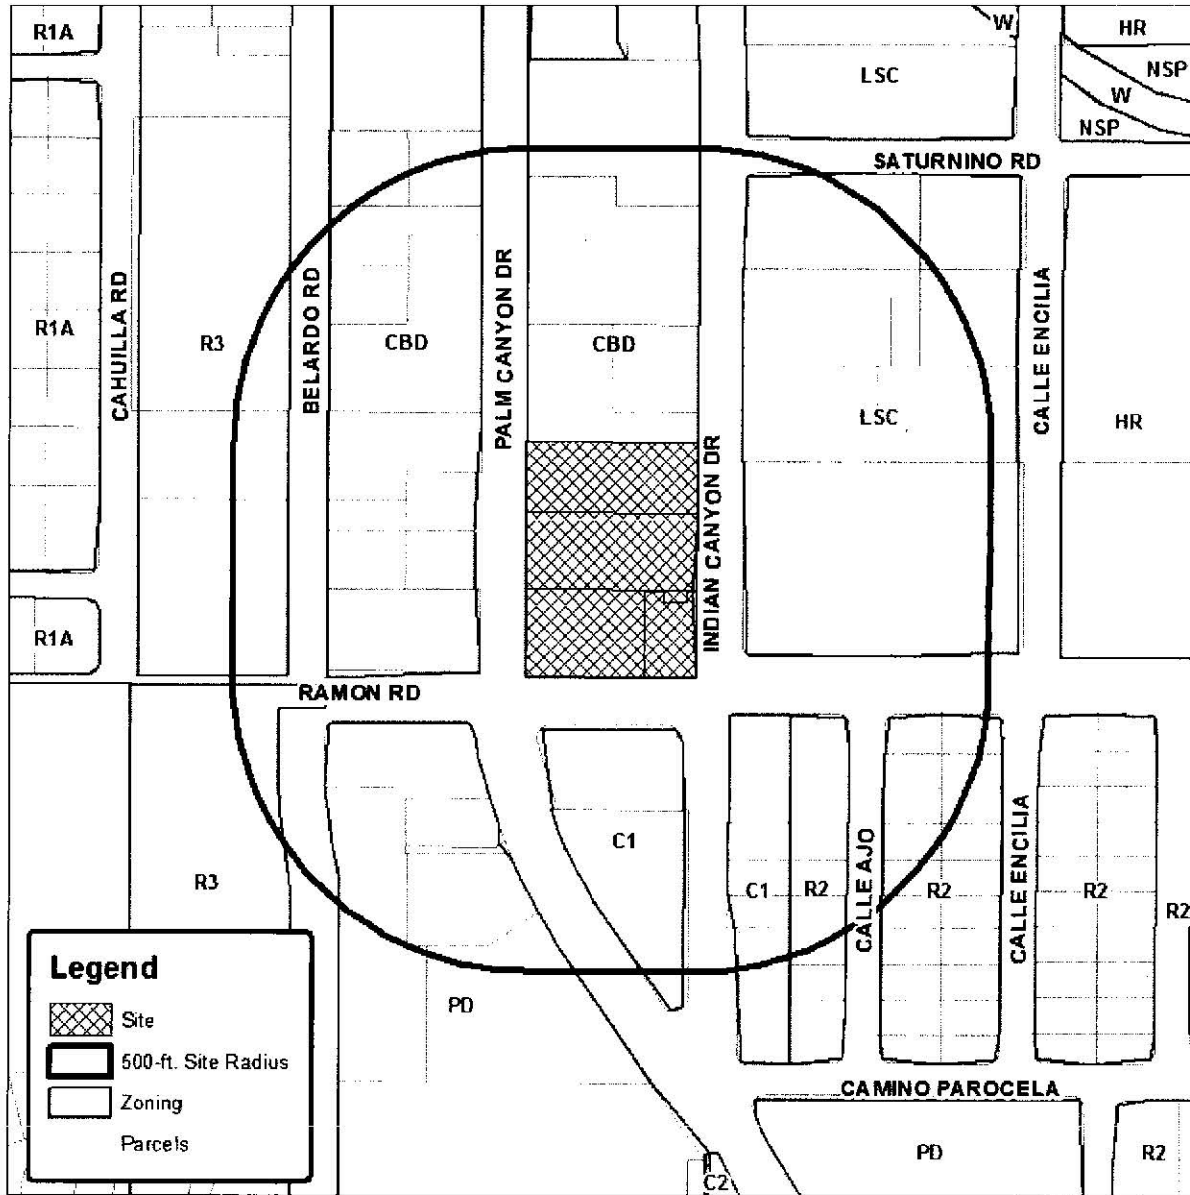 R1A
W
HR
LSC
NSP
W
NSP
SATURNINO RD
CAHUILLA RD
BELARDO RD
PALM CANYON DR
INDIAN CANYON DR
CALLE ENCILIA
R1A
R3
CBD
CBD
LSC
HR
R1A
RAMON RD
C1
R3
C1
R2
CALLE AJO
R2
CALLE ENCILIA
R2
R2
PD
CAMINO PAROCELA
PD
R2
C2
Legend
Site
500-ft. Site Radius
Zoning
Parcels